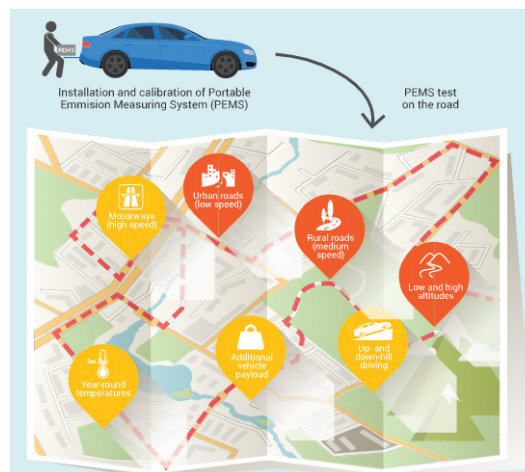 PEMS
Installation and calibration of Portable
Emmision Measuring System (PEMS)
PEMS test
on the road
Motorways
(high speed)
Urban roads
(low speed)
Rural roads
(medium
speed)
Low and high
altitudes
Year-round
temperatures
Additional
vehicle
payload
Up- and
down-hill
driving